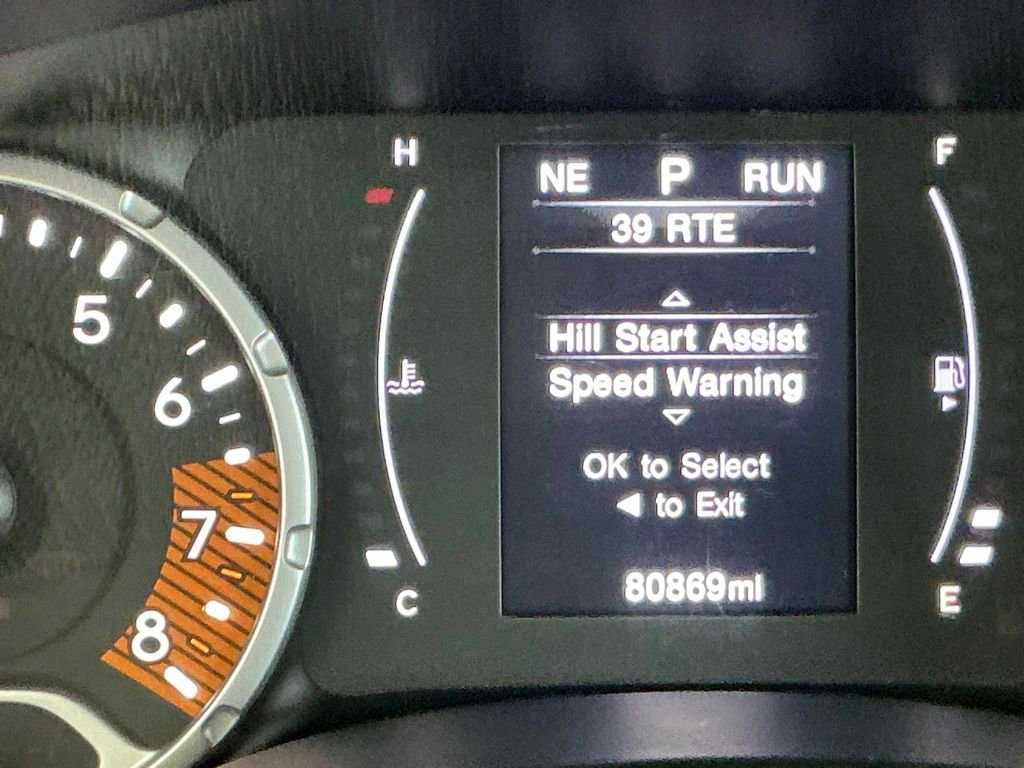 H
F
NE P RUN
39 RTE
5
Hill Start Assist
6
Speed Warning
OK to Select
◀ to Exit
7
80869mi
8
C
E